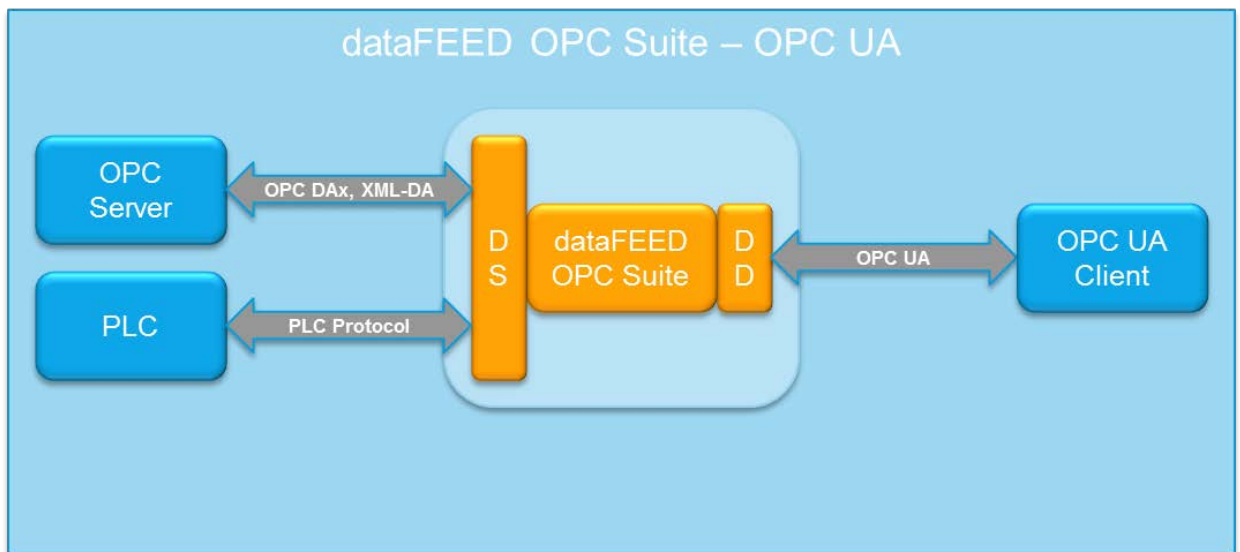 dataFEED OPC Suite – OPC UA
OPC
Server
OPC DAx, XML-DA
PLC
PLC Protocol
D
S
dataFEED
OPC Suite
D
D
OPC UA
OPC UA
Client